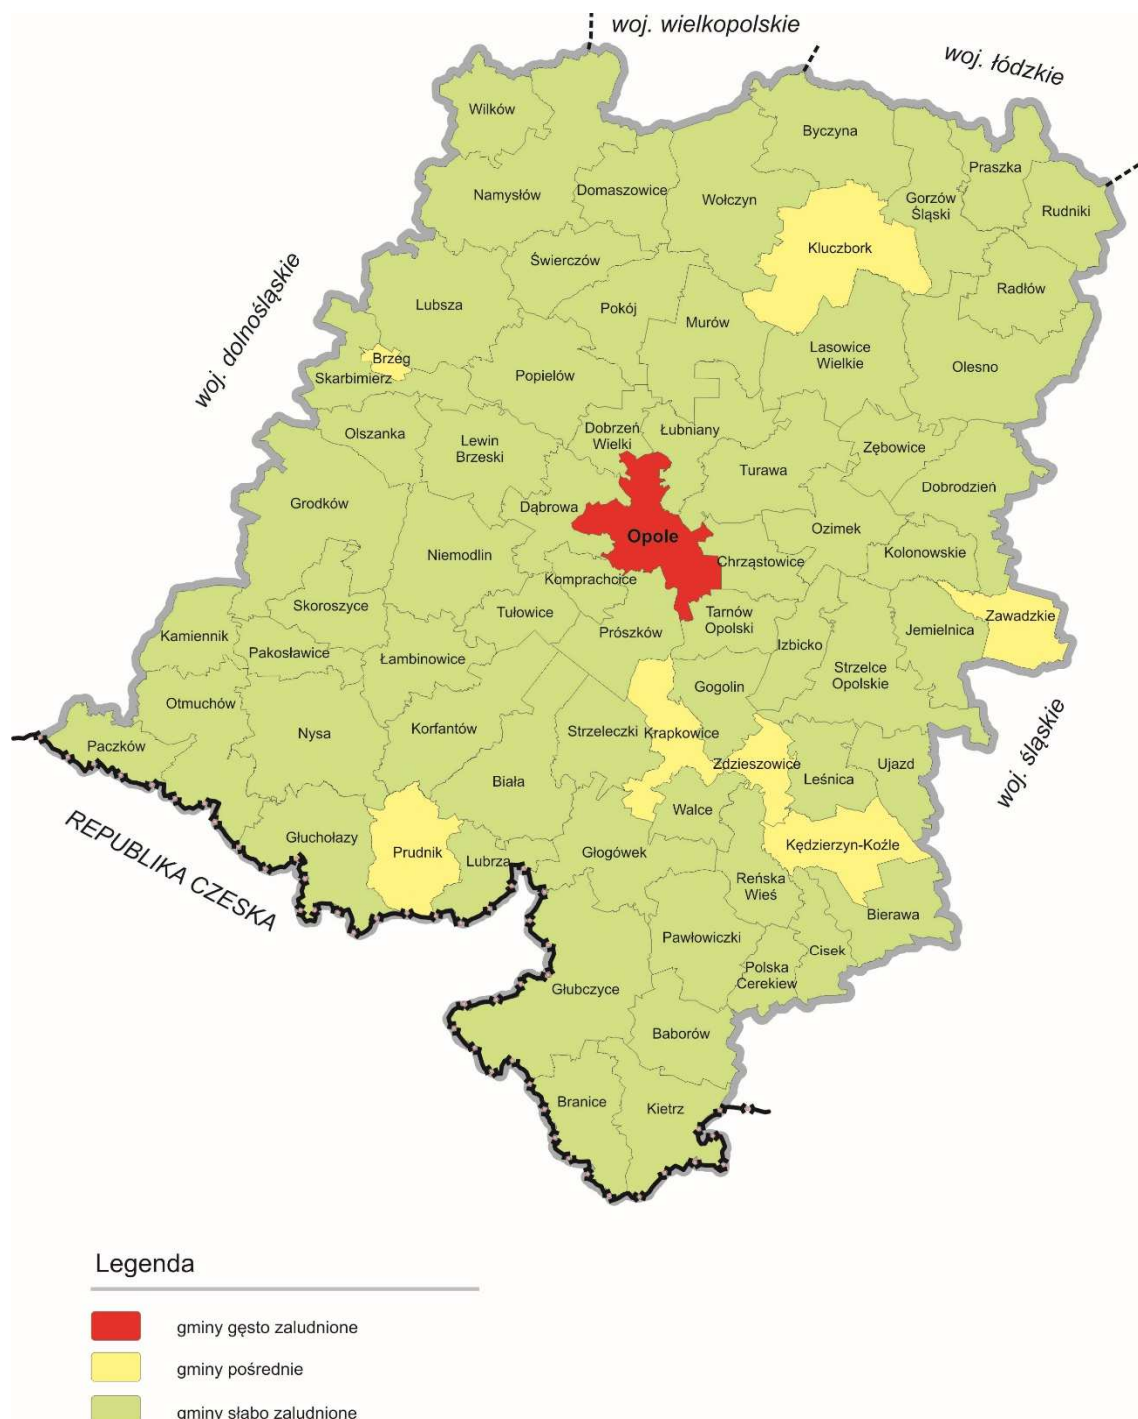 woj. wielkopolskie
woj. łódzkie
Wilków
Byczyna
Praszka
Namysłów
Domaszowice
Wołczyn
Gorzów
Śląski
Rudniki
Kluczbork
woj. dolnośląskie
Świerczów
Radłów
Lubsza
Pokój
Murów
Brzeg
Skarbimierz
Popielów
Lasowice
Wielkie
Olesno
Olszanka
Lewin
Brzeski
Dobrzeń
Wielki
Łubniany
Turawa
Zębowice
Dobrodzień
Grodków
Dąbrowa
Opole
Ozimek
Niemodlin
Chrząstowice
Kolonowskie
Komprachcice
Skoroszyce
Tułowice
Tarnów
Opolski
Zawadzkie
Kamiennik
Prószków
Jemielnica
Izbicko
Pakosławice
Łambinowice
Strzelce
Opolskie
Gogolin
Otmuchów
Nysa
Korfantów
Strzeleczki
Krapkowice
Paczków
Zdzieszowice
Ujazd
Leśnica
woj. śląskie
Biała
Walce
REPUBLIKA CZESKA
Głuchołazy
Prudnik
Lubrza
Głogówek
Kędzierzyn-Koźle
Reńska
Wieś
Bierawa
Pawłowiczki
Cisek
Polska
Cerekiew
Głubczyce
Baborów
Branice
Kietrz
Legenda
gminy gęsto zaludnione
gminy pośrednie
gminy słabo zaludnione